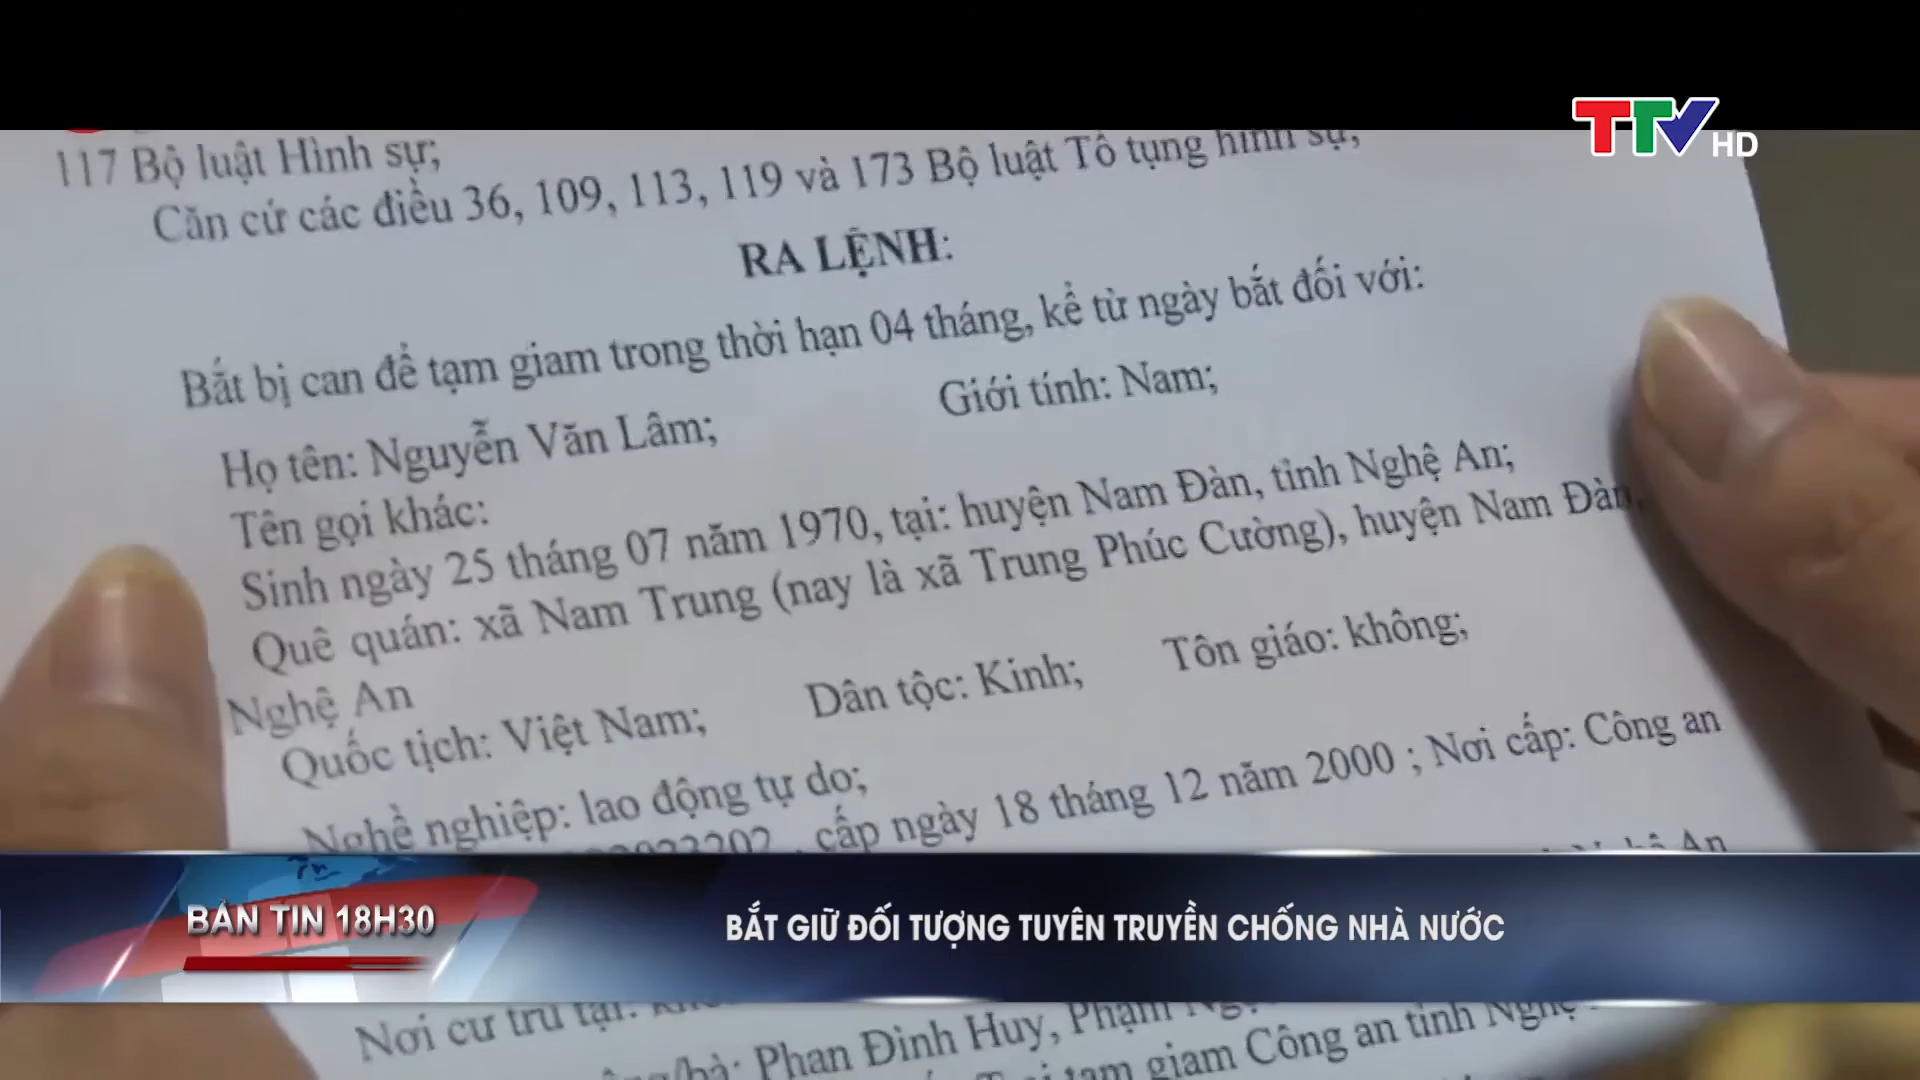 TTV HD
117 Bộ luật Hình sự;
Căn cứ các điều 36, 109, 113, 119 và 173 Bộ luật Tố tụng hình sự;
RA LỆNH:
Bắt bị can để tạm giam trong thời hạn 04 tháng, kể từ ngày bắt đối với:
Họ tên: Nguyễn Văn Lâm; Giới tính: Nam;
Tên gọi khác:
Sinh ngày 25 tháng 07 năm 1970, tại: huyện Nam Đàn, tỉnh Nghệ An;
Quê quán: xã Nam Trung (nay là xã Trung Phúc Cường), huyện Nam Đàn,
Nghệ An
Quốc tịch: Việt Nam; Dân tộc: Kinh; Tôn giáo: không;
Nghề nghiệp: lao động tự do;
cấp ngày 18 tháng 12 năm 2000 ; Nơi cấp: Công an
Nghệ An
BẢN TIN 18H30
BẮT GIỮ ĐỐI TƯỢNG TUYÊN TRUYỀN CHỐNG NHÀ NƯỚC
Nơi cư trú tại:
Phan Đình Huy, Phạm
tạm giam Công an tỉnh Nghệ